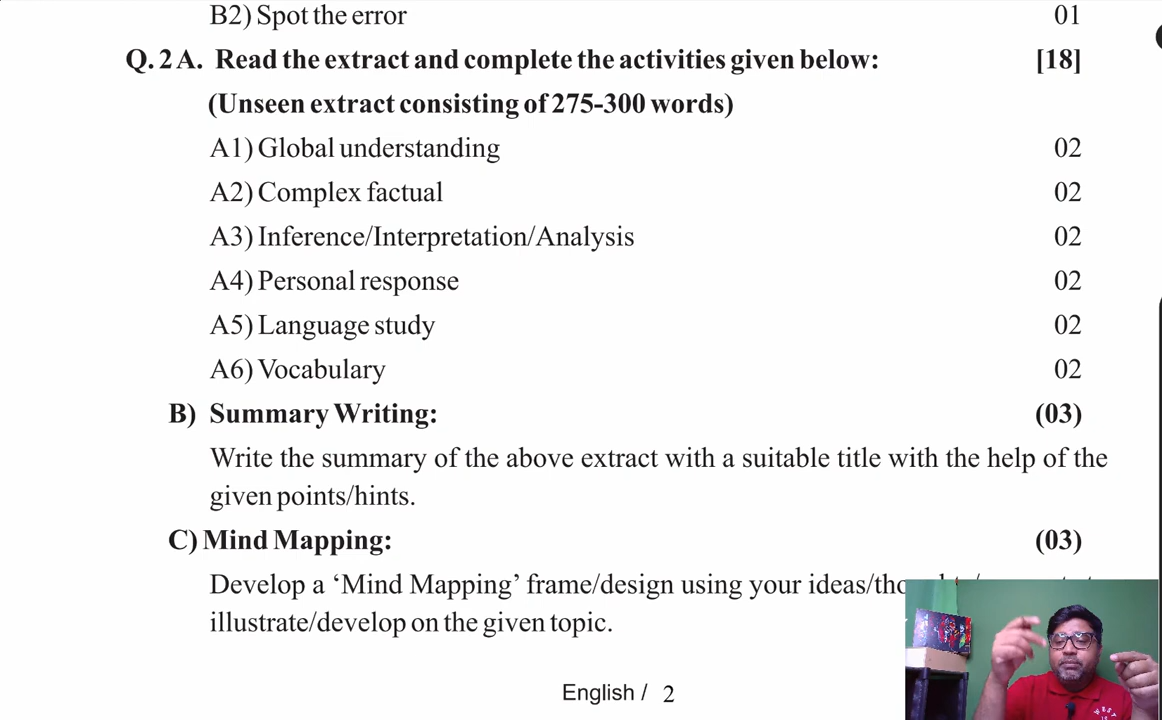 B2) Spot the error 01
Q. 2 A. Read the extract and complete the activities given below: [18]
(Unseen extract consisting of 275-300 words)
A1) Global understanding 02
A2) Complex factual 02
A3) Inference/Interpretation/Analysis 02
A4) Personal response 02
A5) Language study 02
A6) Vocabulary 02
B) Summary Writing: (03)
Write the summary of the above extract with a suitable title with the help of the
given points/hints.
C) Mind Mapping: (03)
Develop a ‘Mind Mapping’ frame/design using your ideas/
illustrate/develop on the given topic.
English / 2